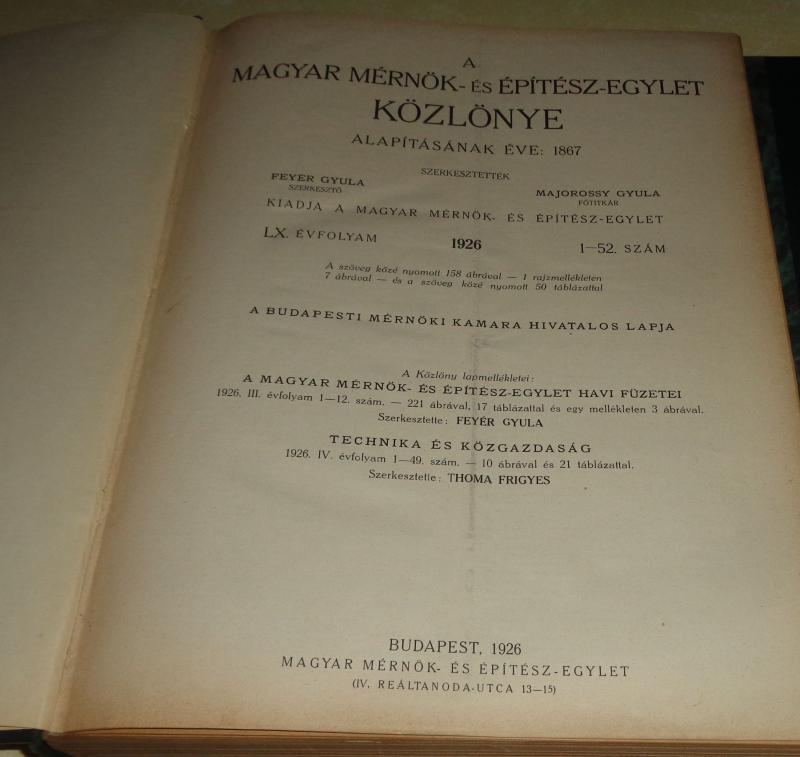 A
MAGYAR MÉRNÖK- ÉS ÉPÍTÉSZ-EGYLET
KÖZLÖNYE
ALAPÍTÁSÁNAK ÉVE: 1867
SZERKESZTETTÉK
FEYÉR GYULA
SZERKESZTŐ
MAJOROSSY GYULA
FŐTITKÁR
KIADJA A MAGYAR MÉRNÖK- ÉS ÉPÍTÉSZ-EGYLET
LX. ÉVFOLYAM 1926 1—52. SZÁM
A szöveg közé nyomott 158 ábrával — 1 rajzmellékleten
7 ábrával — és a szöveg közé nyomott 50 táblázattal
A BUDAPESTI MÉRNÖKI KAMARA HIVATALOS LAPJA
A Közlöny lapmellékletei:
A MAGYAR MÉRNÖK- ÉS ÉPÍTÉSZ-EGYLET HAVI FÜZETEI
1926. III. évfolyam 1—12. szám. — 221 ábrával, 17 táblázattal és egy mellékleten 3 ábrával.
Szerkesztette: FEYÉR GYULA
TECHNIKA ÉS KÖZGAZDASÁG
1926. IV. évfolyam 1—49. szám. — 10 ábrával és 21 táblázattal.
Szerkesztette: THOMA FRIGYES
BUDAPEST, 1926
MAGYAR MÉRNÖK- ÉS ÉPÍTÉSZ-EGYLET
(IV, REÁLTANODA-UTCA 13—15)